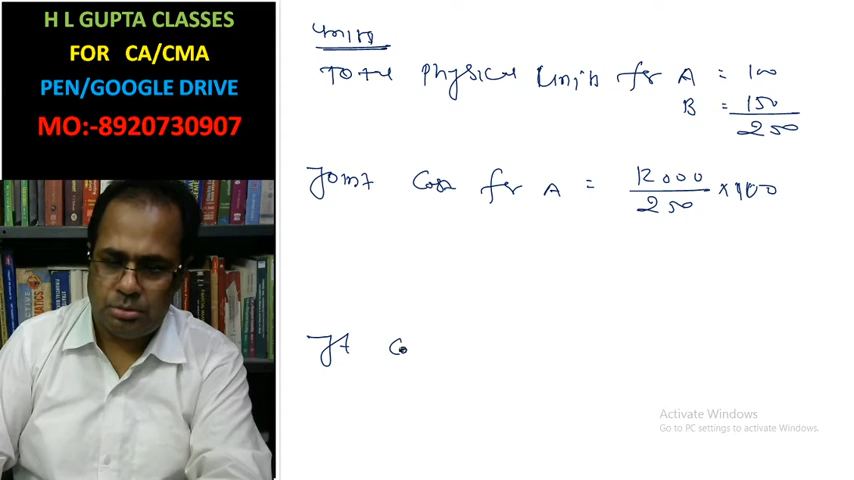 H L GUPTA CLASSES
FOR CA/CMA
PEN/GOOGLE DRIVE
MO:-8920730907
Units
Total Physical Units for A = 100
B = 150
250
Joint Cost for A = 12000
250
× 100
Jt Co
Activate Windows
Go to PC settings to activate Windows.